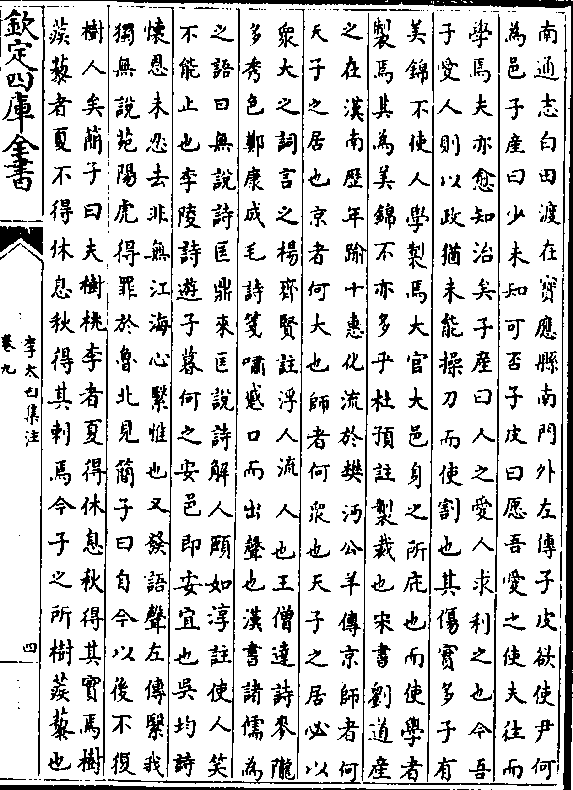 南通志白田渡在寳應縣南門外左傳子皮欲使尹何
為邑子產曰少未知可否子皮曰愿吾愛之使夫往而
學焉夫亦愈知治矣子產曰人之愛人求利之也今吾
子愛人則以政猶未能操刀而使割也其傷實多子有
美錦不使人學製焉大官大邑身之所庇也而使學者
製焉其為美錦不亦多乎杜預註製裁也宋書劉道産
之在漢南歴年踰十惠化流於樊沔公羊傳京師者何
天子之居也京者何大也師者何衆也天子之居必以
衆大之詞言之楊齊賢註浮人流人也王僧達詩麥隴
多秀色鄭康成毛詩箋嘯蹙口而出聲也漢書諸儒為
之語曰無說詩匡鼎來匡說詩解人頤如淳註使人笑
不能止也李陵詩遊子暮何之安邑即安宜也吳均詩
懷恩未忍去非無江海心繄惟也又發語聲左傳繄我
獨無說苑陽虎得罪於魯北見簡子曰自今以後不復
樹人矣簡子曰夫樹桃李者夏得休息秋得其實焉樹
蒺藜者夏不得休息秋得其刺焉今子之所樹蒺藜也
欽定四庫全書
李太白集注
卷九
四